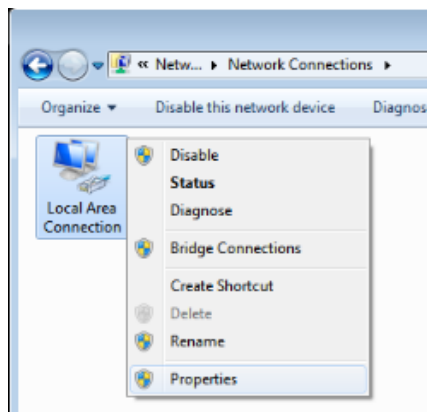 « Netw... ▸ Network Connections ▸
Organize ▾ Disable this network device Diagnos
Local Area
Connection
Disable
Status
Diagnose
Bridge Connections
Create Shortcut
Delete
Rename
Properties